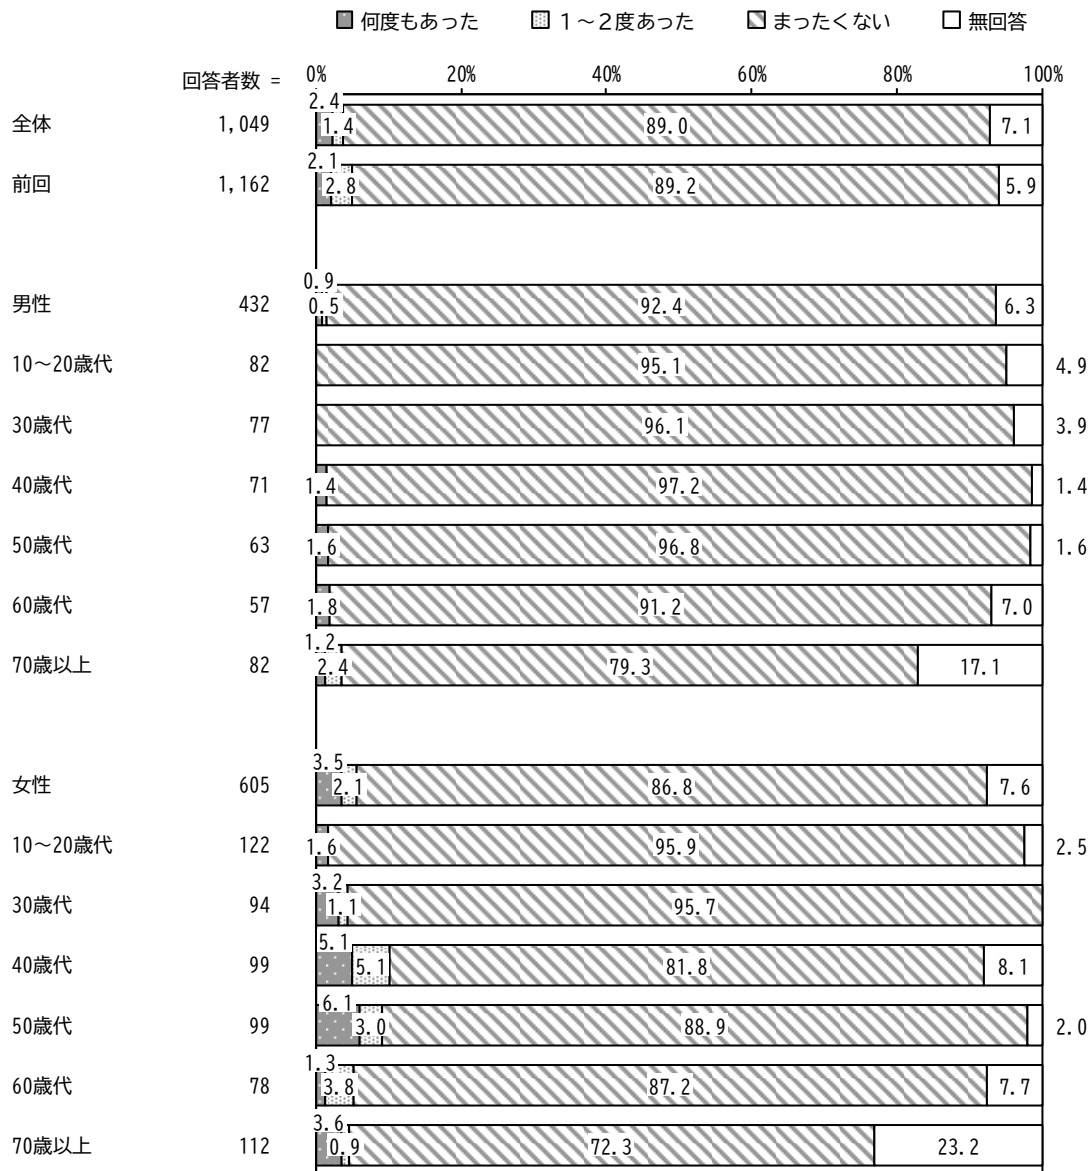 何度もあった １～２度あった まったくない 無回答
回答者数 = 0% 20% 40% 60% 80% 100%
全体 1,049 2.4 1.4 89.0 7.1
前回 1,162 2.1 2.8 89.2 5.9
男性 432 0.9 0.5 92.4 6.3
10～20歳代 82 95.1 4.9
30歳代 77 96.1 3.9
40歳代 71 1.4 97.2 1.4
50歳代 63 1.6 96.8 1.6
60歳代 57 1.8 91.2 7.0
70歳以上 82 1.2 2.4 79.3 17.1
女性 605 3.5 2.1 86.8 7.6
10～20歳代 122 1.6 95.9 2.5
30歳代 94 3.2 1.1 95.7
40歳代 99 5.1 5.1 81.8 8.1
50歳代 99 6.1 3.0 88.9 2.0
60歳代 78 1.3 3.8 87.2 7.7
70歳以上 112 3.6 0.9 72.3 23.2